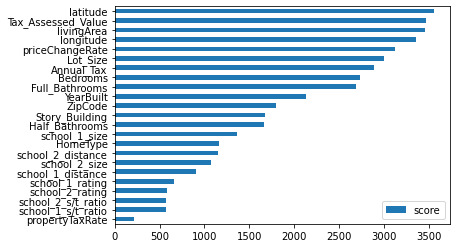 latitude
Tax_Assessed_Value
livingArea
longitude
priceChangeRate
Lot_Size
Annual_Tax
Bedrooms
Full_Bathrooms
YearBuilt
ZipCode
Story_Building
Half_Bathrooms
school_1_size
HomeType
school_2_distance
school_2_size
school_1_distance
school_1_rating
school_2_rating
school_2_s/t_ratio
school_1_s/t_ratio
propertyTaxRate
score
0 500 1000 1500 2000 2500 3000 3500